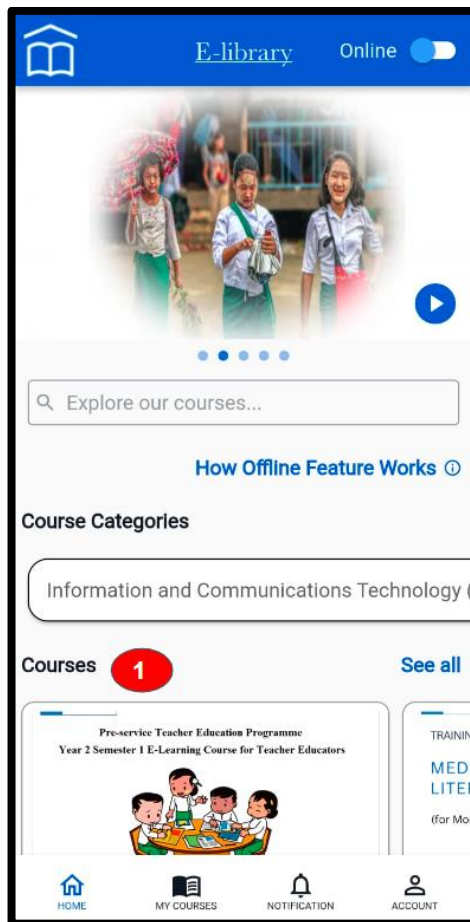 E-library Online
Explore our courses...
How Offline Feature Works
Course Categories
Information and Communications Technology (
Courses 1 See all
Pre-service Teacher Education Programme
Year 2 Semester 1 E-Learning Course for Teacher Educators
TRAININ
MED
LITE
(for Mo
HOME MY COURSES NOTIFICATION ACCOUNT